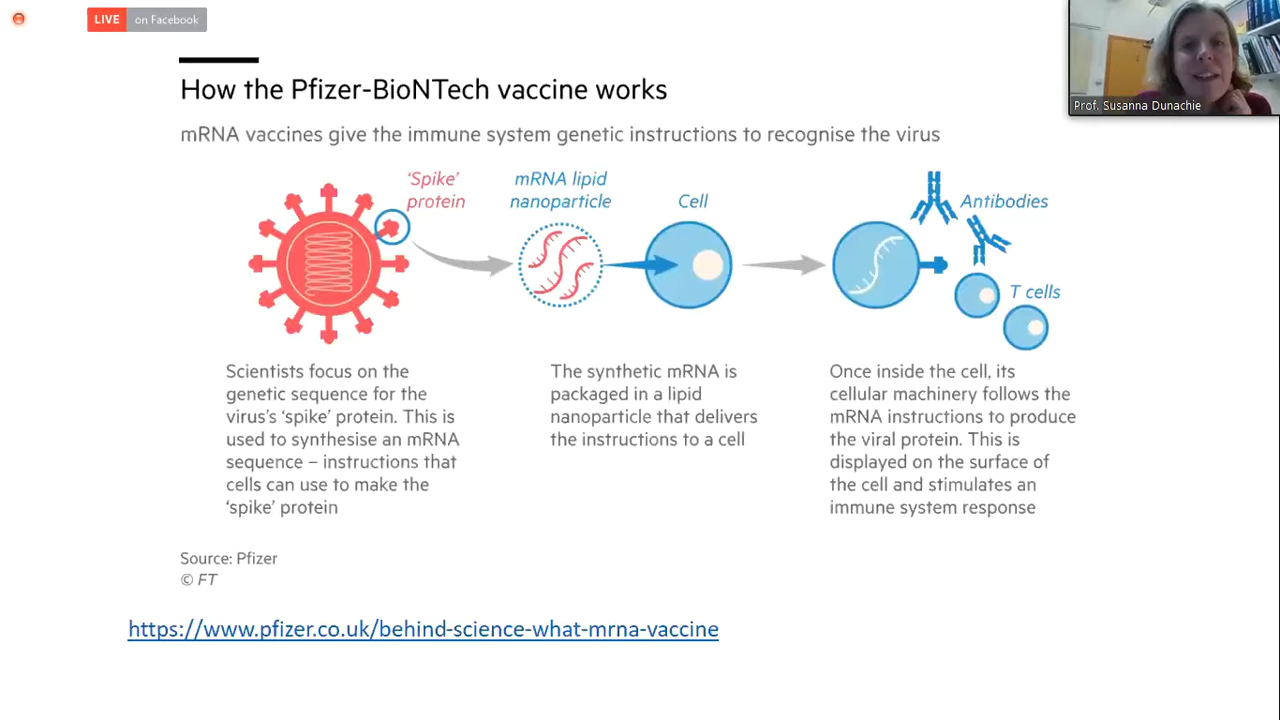 LIVE on Facebook
Prof. Susanna Dunachie
How the Pfizer-BioNTech vaccine works
mRNA vaccines give the immune system genetic instructions to recognise the virus
'Spike'
protein
mRNA lipid
nanoparticle
Cell
Antibodies
T cells
Scientists focus on the
genetic sequence for the
virus's 'spike' protein. This is
used to synthesise an mRNA
sequence – instructions that
cells can use to make the
'spike' protein
The synthetic mRNA is
packaged in a lipid
nanoparticle that delivers
the instructions to a cell
Once inside the cell, its
cellular machinery follows the
mRNA instructions to produce
the viral protein. This is
displayed on the surface of
the cell and stimulates an
immune system response
Source: Pfizer
© FT
https://www.pfizer.co.uk/behind-science-what-mrna-vaccine